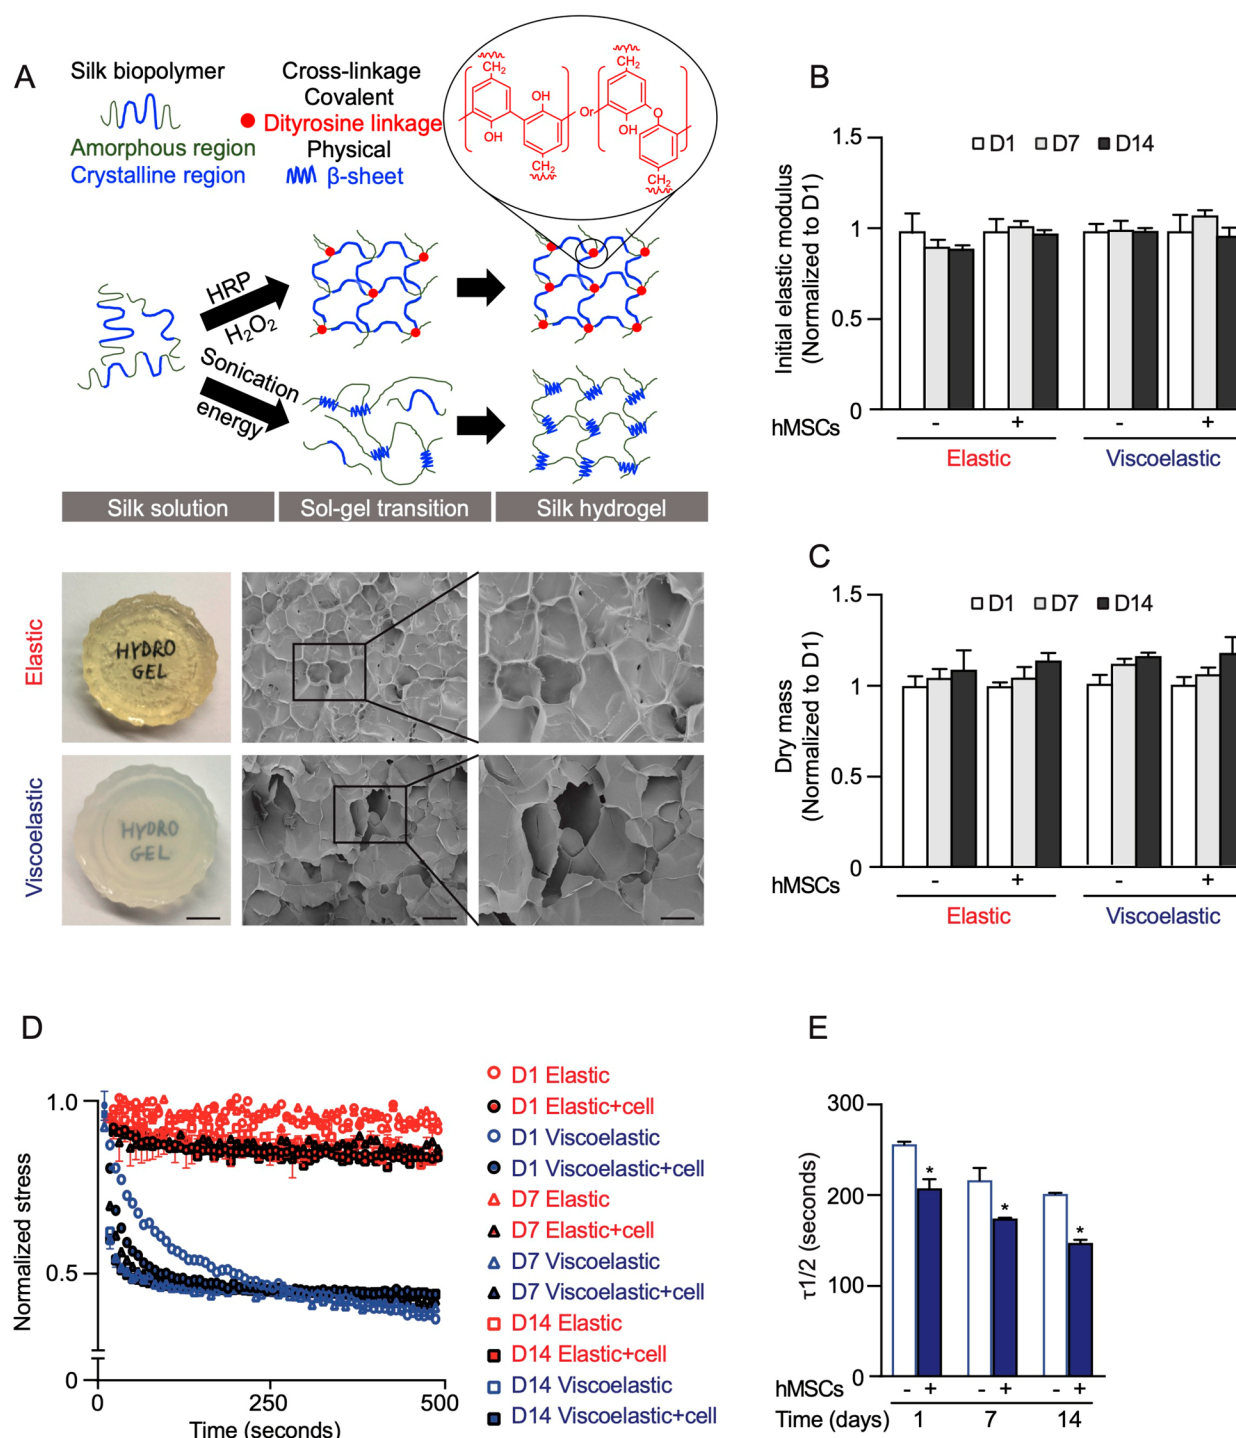 A
Silk biopolymer
Amorphous region
Crystalline region
Cross-linkage
Covalent
Dityrosine linkage
Physical
β-sheet
CH2
OH
OH
CH2
Or
CH2
OH
O
CH2
HRP
H2O2
Sonication
energy
Silk solution
Sol-gel transition
Silk hydrogel
Elastic
HYDRO
GEL
Viscoelastic
HYDRO
GEL
B
Initial elastic modulus
(Normalized to D1)
D1 D7 D14
1.5
1
0.5
0
hMSCs - + - +
Elastic Viscoelastic
C
Dry mass
(Normalized to D1)
D1 D7 D14
1.5
1
0.5
0
hMSCs - + - +
Elastic Viscoelastic
D
Normalized stress
1.0
0.5
0
0 250 500
Time (seconds)
D1 Elastic
D1 Elastic+cell
D1 Viscoelastic
D1 Viscoelastic+cell
D7 Elastic
D7 Elastic+cell
D7 Viscoelastic
D7 Viscoelastic+cell
D14 Elastic
D14 Elastic+cell
D14 Viscoelastic
D14 Viscoelastic+cell
E
τ1/2 (seconds)
300
200
100
0
* * *
hMSCs - + - + - +
Time (days) 1 7 14